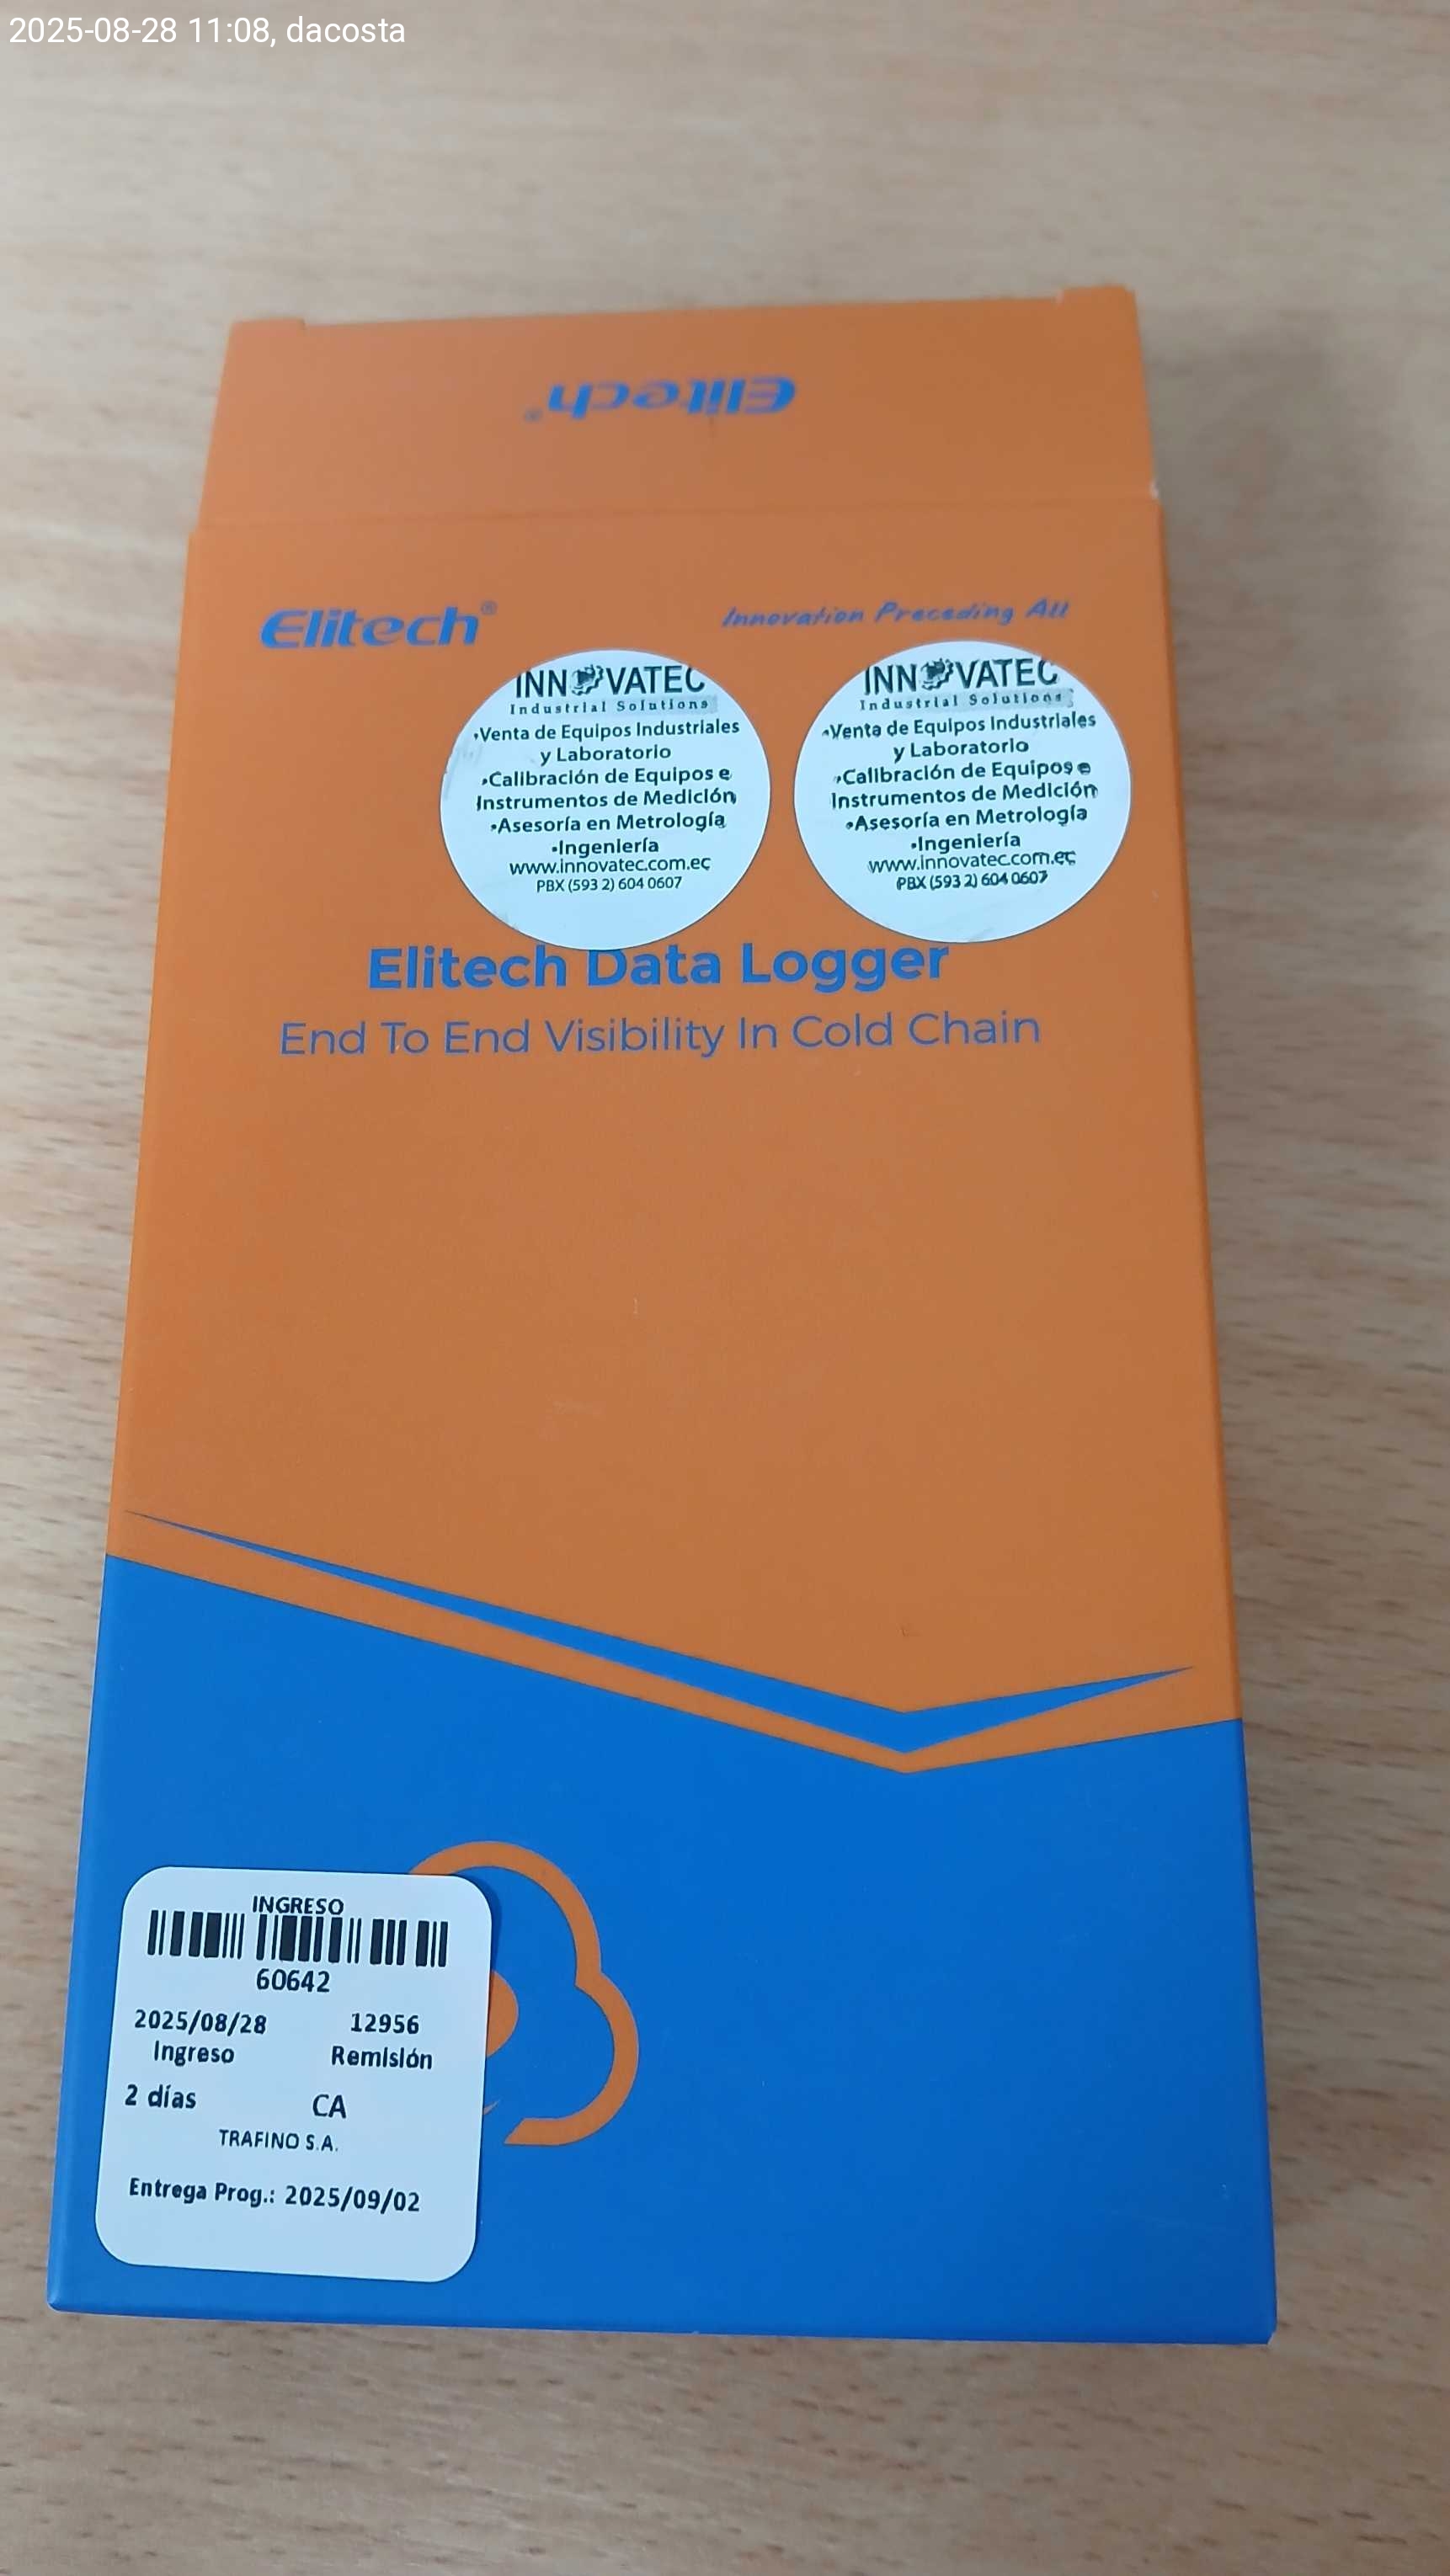 2025-08-28 11:08, dacosta
Elitech®
Elitech®
Innovation Preceding All
INNOVATEC
Industrial Solutions
•Venta de Equipos Industriales
y Laboratorio
•Calibración de Equipos e
Instrumentos de Medición
•Asesoría en Metrología
•Ingeniería
www.innovatec.com.ec
PBX (593 2) 604 0607
INNOVATEC
Industrial Solutions
•Venta de Equipos Industriales
y Laboratorio
•Calibración de Equipos e
Instrumentos de Medición
•Asesoría en Metrología
•Ingeniería
www.innovatec.com.ec
PBX (593 2) 604 0607
Elitech Data Logger
End To End Visibility In Cold Chain
INGRESO
60642
2025/08/28 12956
Ingreso Remisión
2 días CA
TRAFINO S.A.
Entrega Prog.: 2025/09/02